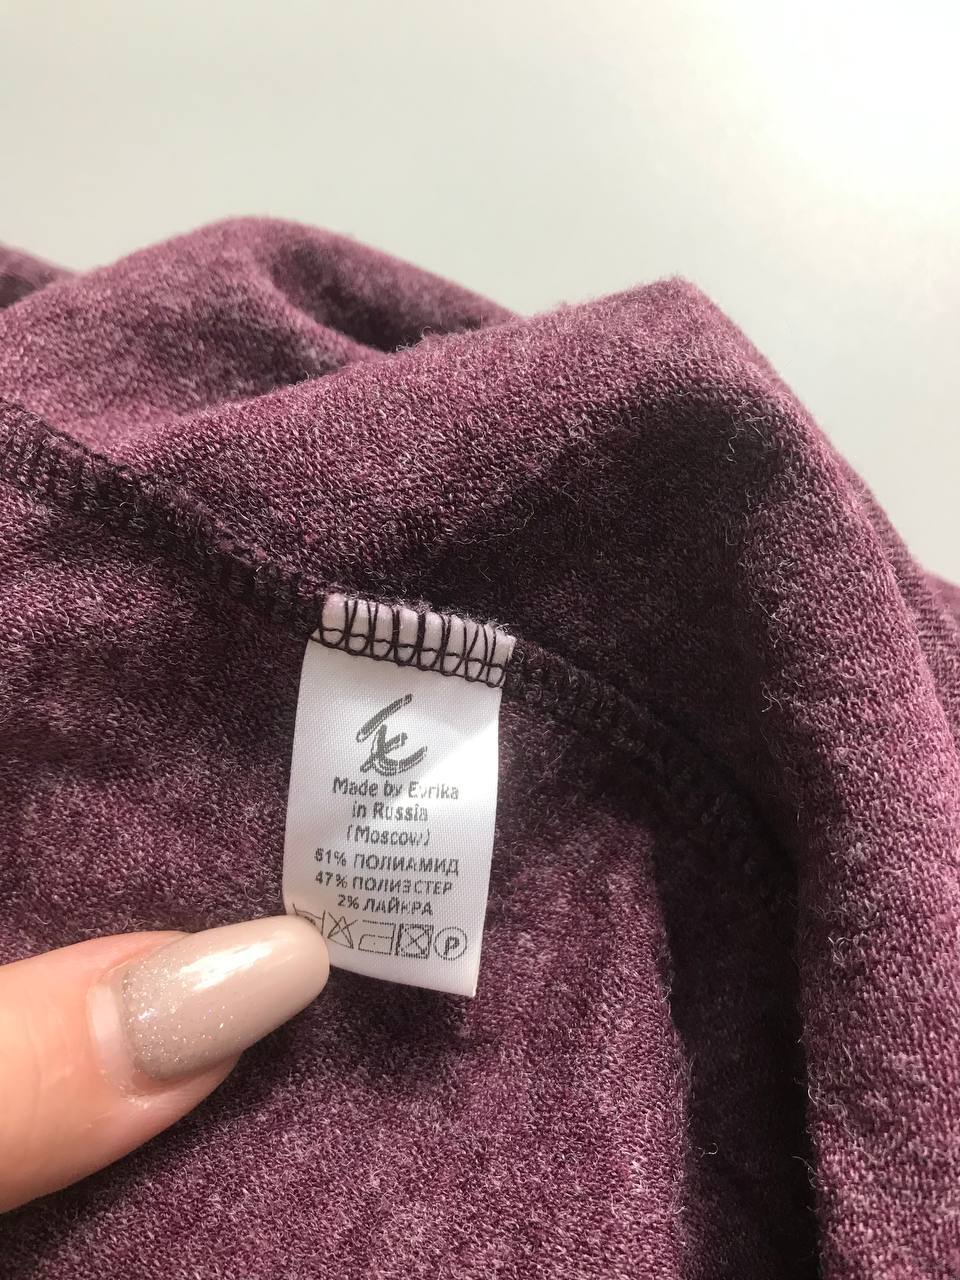 Made by Evrika
in Russia
(Moscow)
51% ПОЛИАМИД
47% ПОЛИЭСТЕР
2% ЛАЙКРА
P